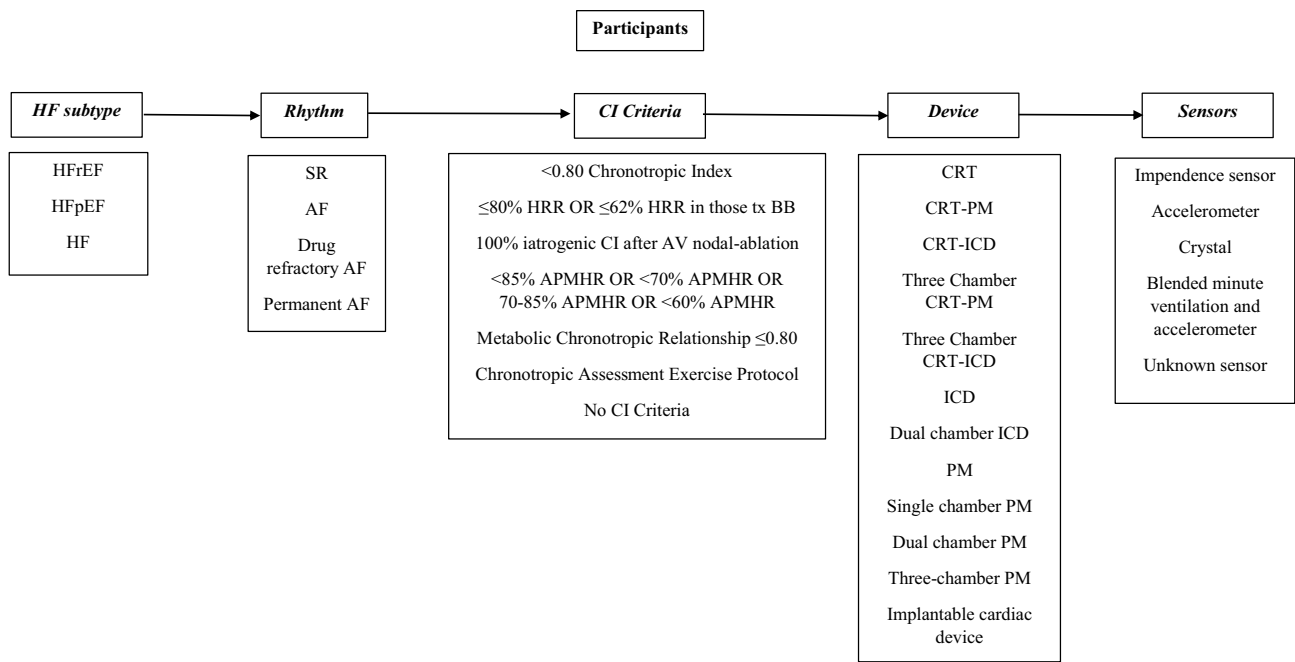 Participants
HF subtype
Rhythm
CI Criteria
Device
Sensors
HFrEF
HFpEF
HF
SR
AF
Drug
refractory AF
Permanent AF
<0.80 Chronotropic Index
≤80% HRR OR ≤62% HRR in those tx BB
100% iatrogenic CI after AV nodal-ablation
<85% APMHR OR <70% APMHR OR
70-85% APMHR OR <60% APMHR
Metabolic Chronotropic Relationship ≤0.80
Chronotropic Assessment Exercise Protocol
No CI Criteria
CRT
CRT-PM
CRT-ICD
Three Chamber
CRT-PM
Three Chamber
CRT-ICD
ICD
Dual chamber ICD
PM
Single chamber PM
Dual chamber PM
Three-chamber PM
Implantable cardiac
device
Impendence sensor
Accelerometer
Crystal
Blended minute
ventilation and
accelerometer
Unknown sensor